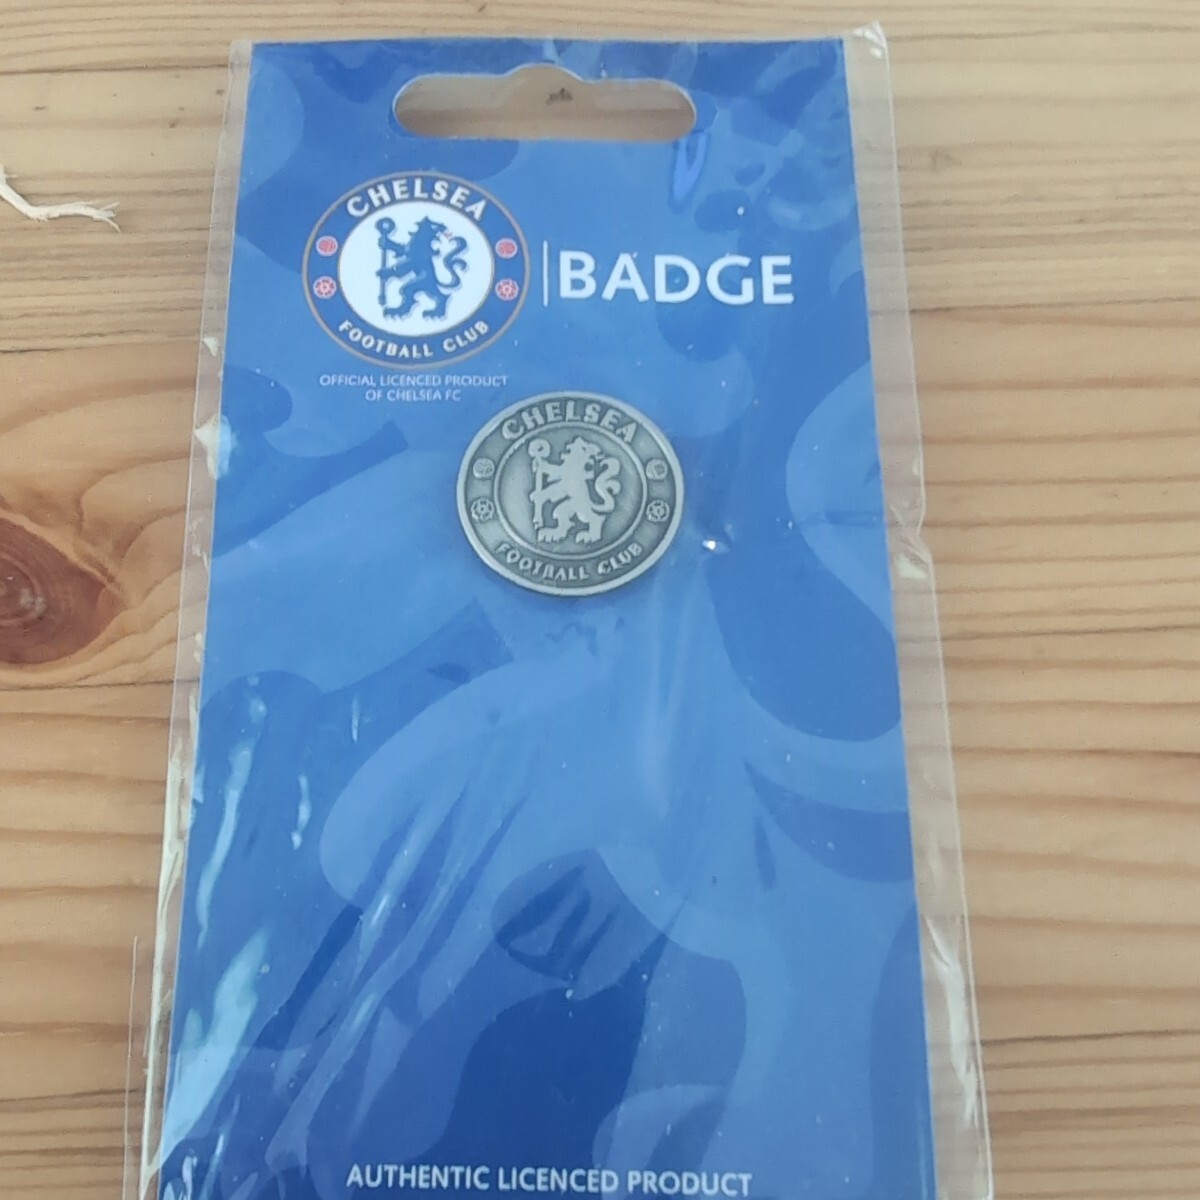 CHELSEA
FOOTBALL CLUB
BADGE
OFFICIAL LICENCED PRODUCT
OF CHELSEA FC
CHELSEA
FOOTBALL CLUB
AUTHENTIC LICENCED PRODUCT